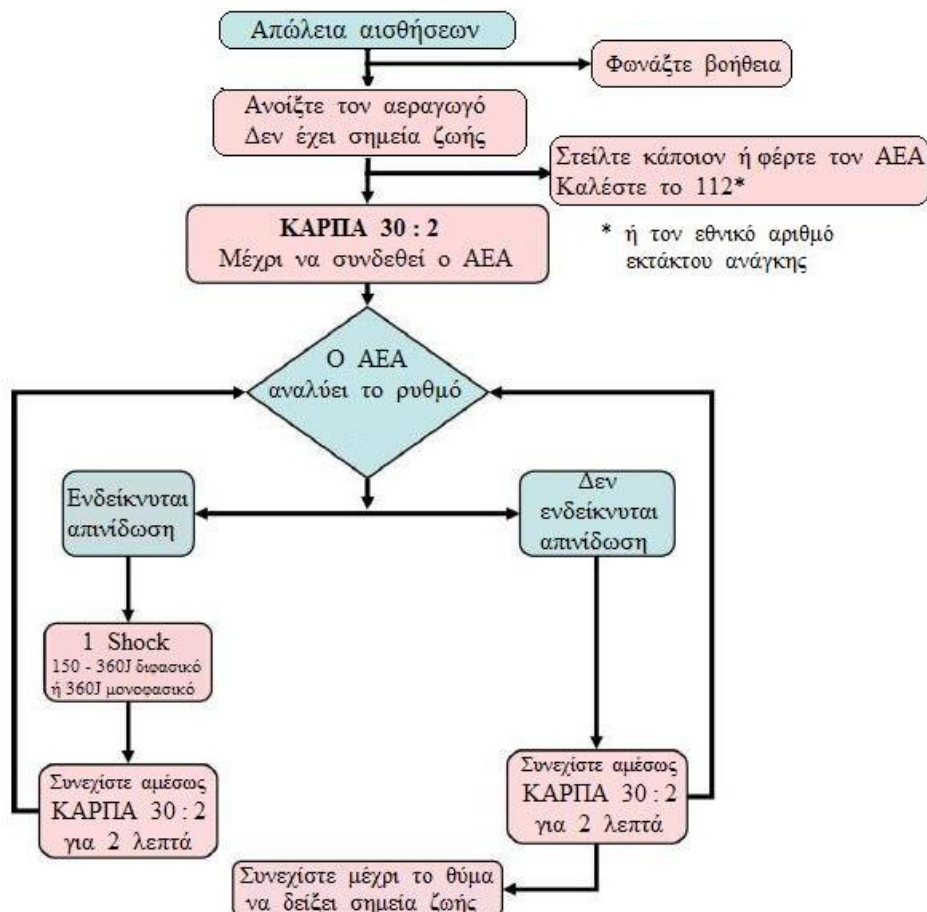 Απώλεια αισθήσεων
Φωνάξτε βοήθεια
Ανοίξτε τον αεραγωγό
Δεν έχει σημεία ζωής
Στείλτε κάποιον ή φέρτε τον ΑΕΑ
Καλέστε το 112*
ΚΑΡΠΑ 30 : 2
Μέχρι να συνδεθεί ο ΑΕΑ
* ή τον εθνικό αριθμό
εκτάκτου ανάγκης
Ο ΑΕΑ
αναλύει το ρυθμό
Ενδείκνυται
απινίδωση
Δεν
ενδείκνυται
απινίδωση
1 Shock
150 - 360J διφασικό
ή 360J μονοφασικό
Συνεχίστε αμέσως
ΚΑΡΠΑ 30 : 2
για 2 λεπτά
Συνεχίστε αμέσως
ΚΑΡΠΑ 30 : 2
για 2 λεπτά
Συνεχίστε μέχρι το θύμα
να δείξει σημεία ζωής